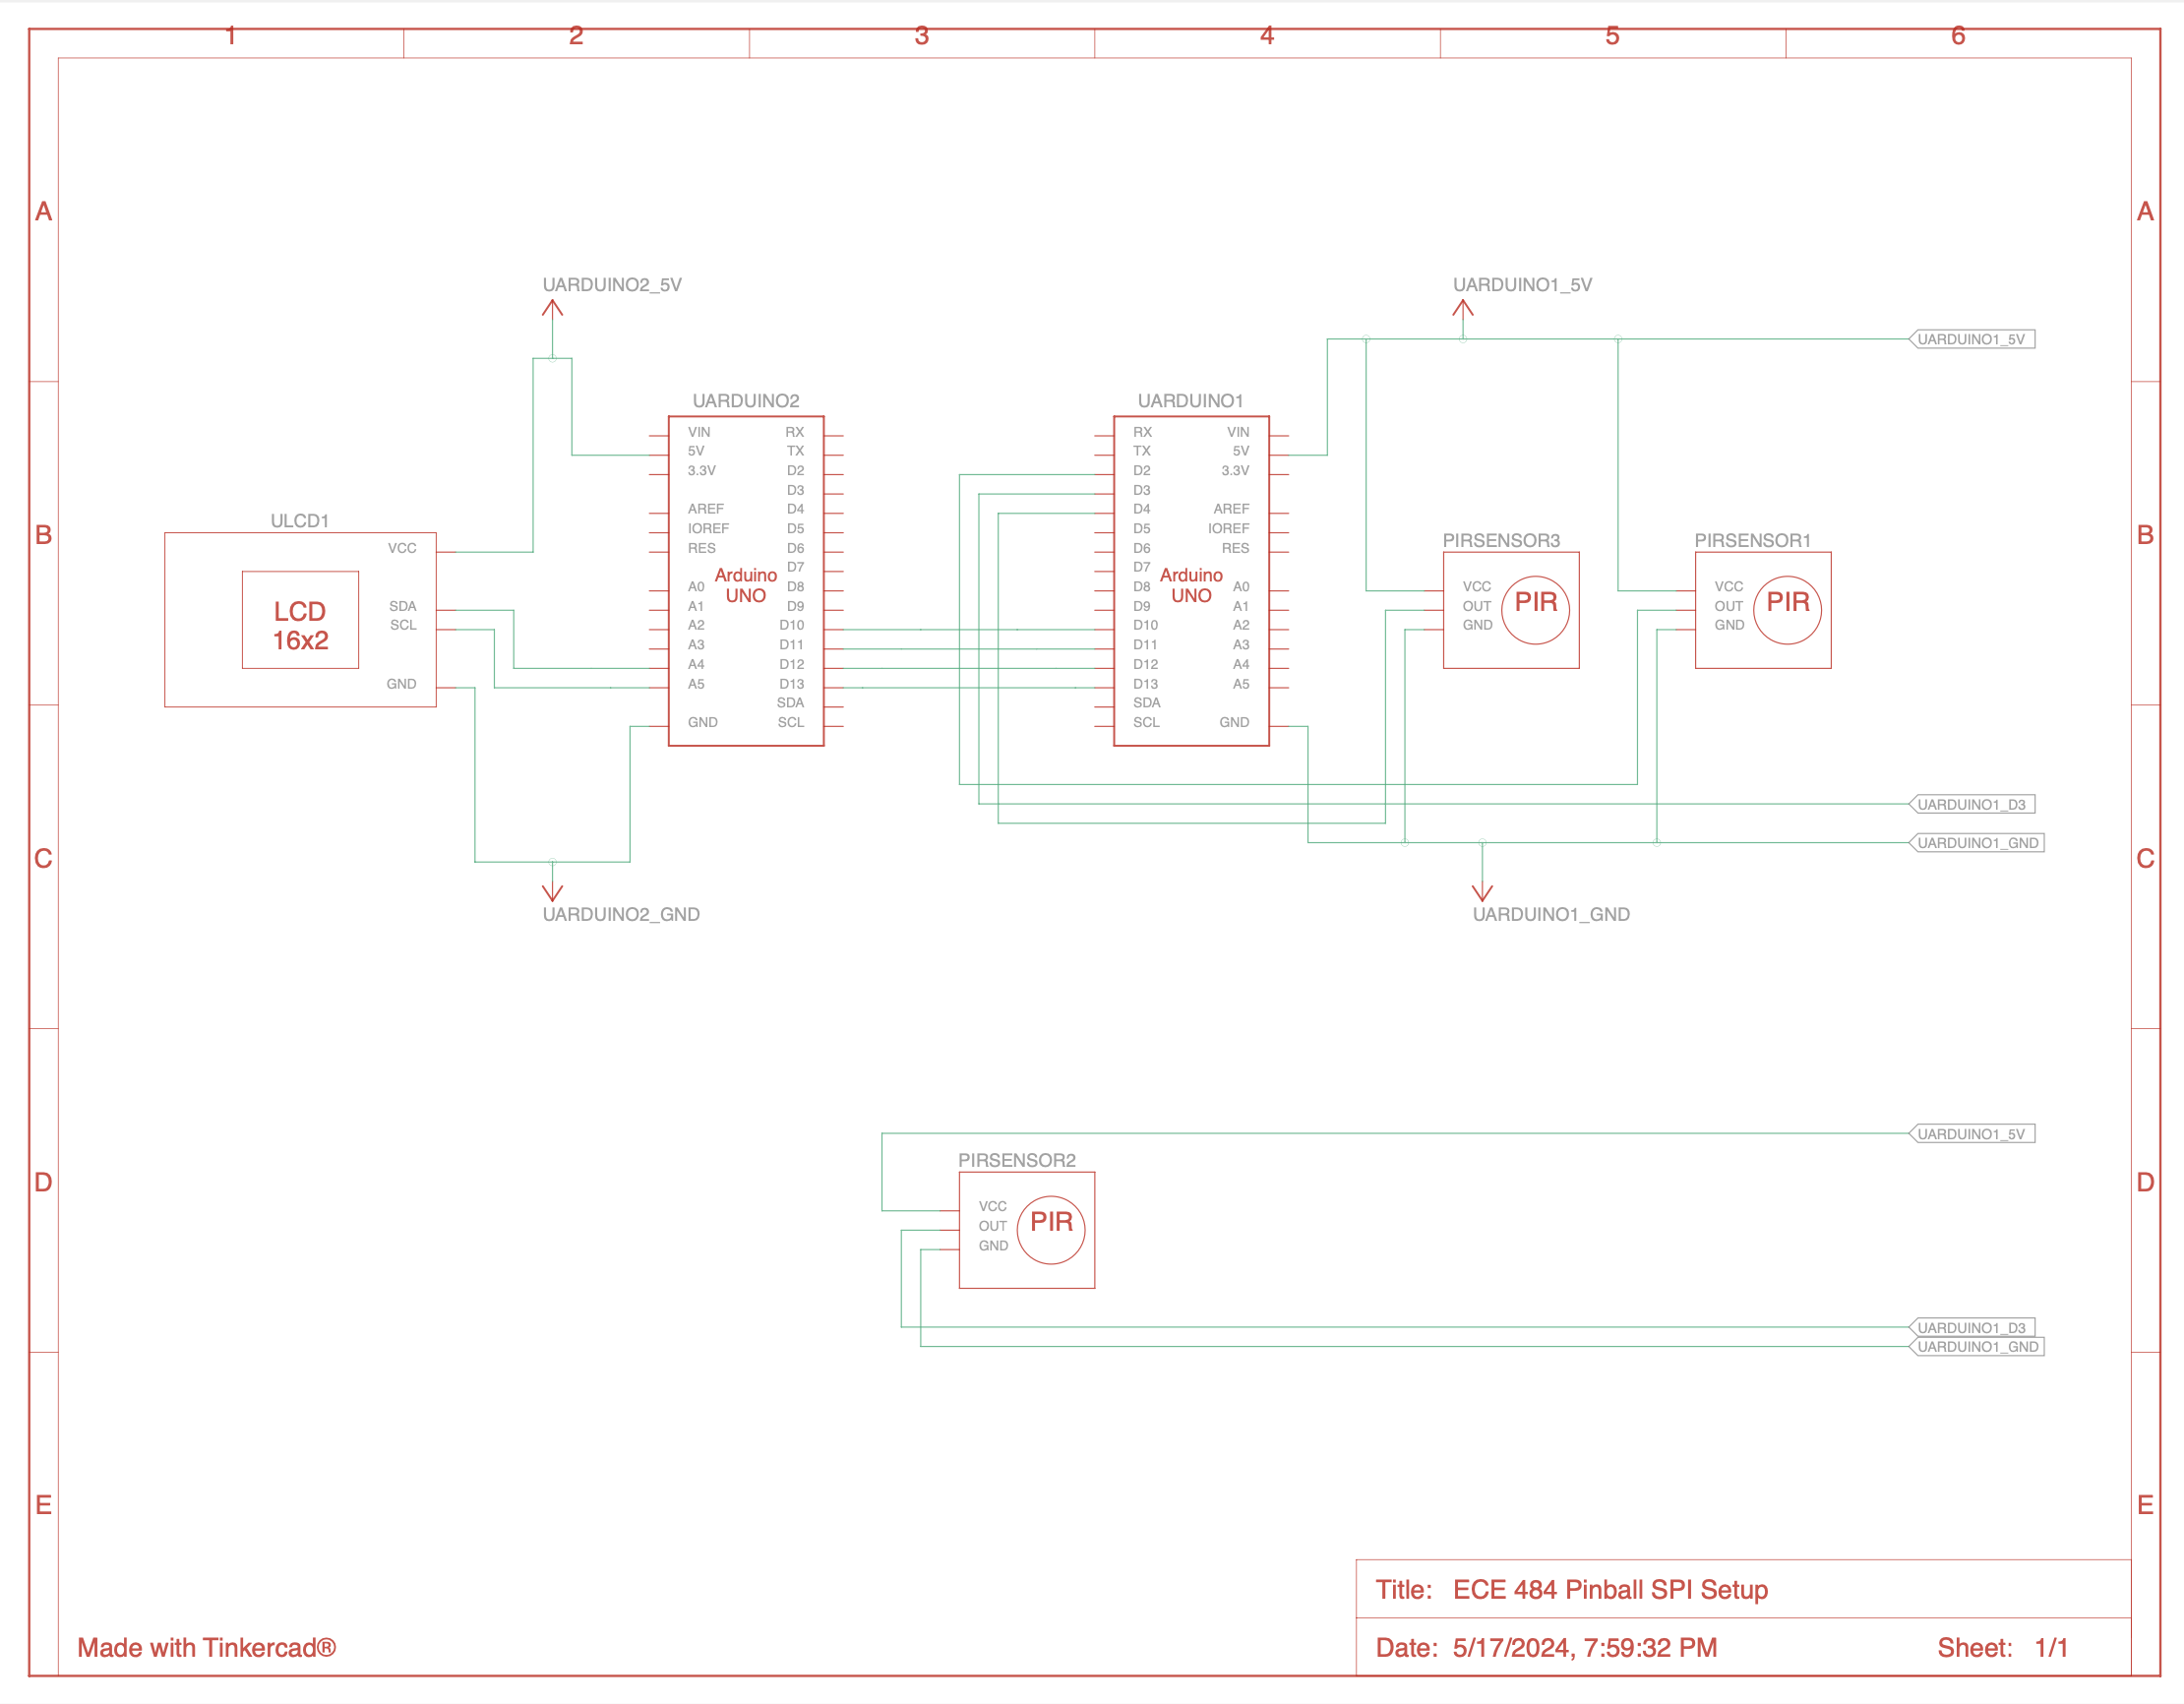 1 2 3 4 5 6
A A
B B
C C
D D
E E
UARDUINO2_5V
UARDUINO1_5V
UARDUINO1_5V
ULCD1
VCC
LCD
16x2
SDA
SCL
GND
UARDUINO2
VIN RX
5V TX
3.3V D2
D3
AREF D4
IOREF D5
RES D6
D7
Arduino
UNO
A0 D8
A1 D9
A2 D10
A3 D11
A4 D12
A5 D13
SDA
GND SCL
UARDUINO1
RX VIN
TX 5V
D2 3.3V
D3
D4 AREF
D5 IOREF
D6 RES
D7
Arduino
UNO
D8 A0
D9 A1
D10 A2
D11 A3
D12 A4
D13 A5
SDA
SCL GND
PIRSENSOR3
VCC
OUT
GND
PIR
PIRSENSOR1
VCC
OUT
GND
PIR
UARDUINO1_D3
UARDUINO1_GND
UARDUINO2_GND
UARDUINO1_GND
UARDUINO1_5V
PIRSENSOR2
VCC
OUT
GND
PIR
UARDUINO1_D3
UARDUINO1_GND
Title: ECE 484 Pinball SPI Setup
Made with Tinkercad®
Date: 5/17/2024, 7:59:32 PM Sheet: 1/1